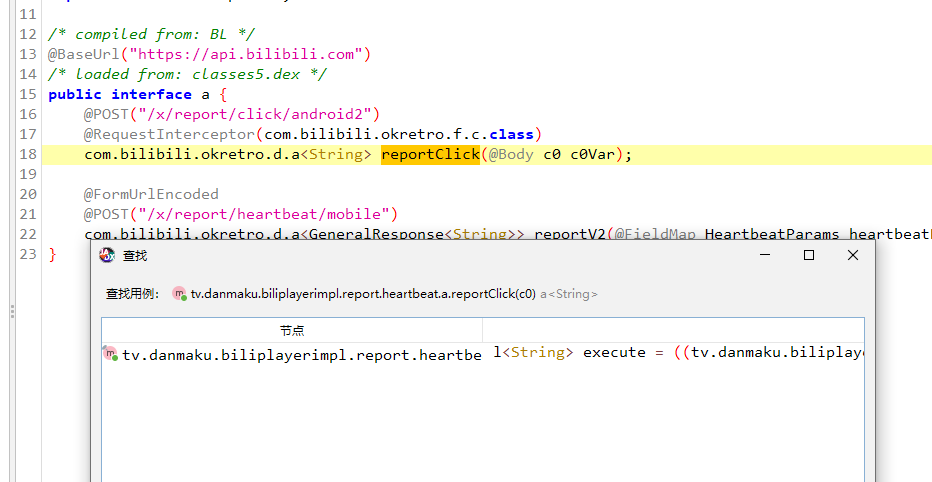 11
12 /* compiled from: BL */
13 @BaseUrl("https://api.bilibili.com")
14 /* loaded from: classes5.dex */
15 public interface a {
16 @POST("/x/report/click/android2")
17 @RequestInterceptor(com.bilibili.okretro.f.c.class)
18 com.bilibili.okretro.d.a<String> reportClick(@Body c0 c0Var);
19
20 @FormUrlEncoded
21 @POST("/x/report/heartbeat/mobile")
22 com.bilibili.okretro.d.a<GeneralResponse<String>> reportV2(@FieldMap HeartbeatParams heartbeatP
23 }
查找
查找用例: tv.danmaku.biliplayerimpl.report.heartbeat.a.reportClick(c0) a<String>
节点
tv.danmaku.biliplayerimpl.report.heartbe l<String> execute = ((tv.danmaku.biliplaye